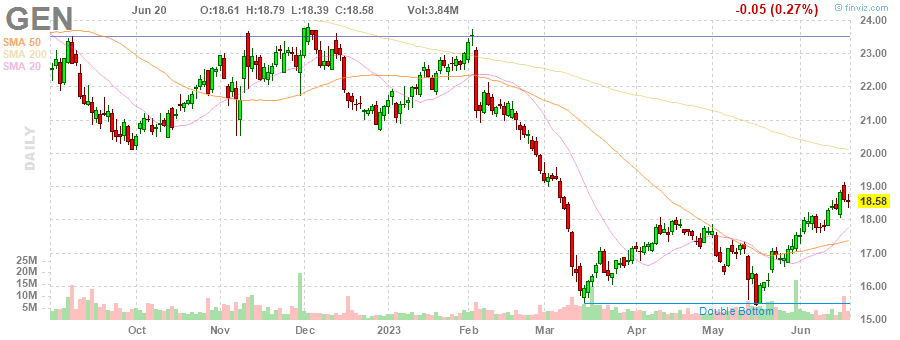 GEN Jun 20 O:18.61 H:18.79 L:18.39 C:18.58 Vol:3.84M -0.05 (0.27%) @ finviz.com
SMA 50
SMA 200
SMA 20
DAILY
24.00
23.00
22.00
21.00
20.00
19.00
18.58
18.00
17.00
16.00
15.00
25M
20M
15M
10M
5M
Double Bottom
Oct Nov Dec 2023 Feb Mar Apr May Jun